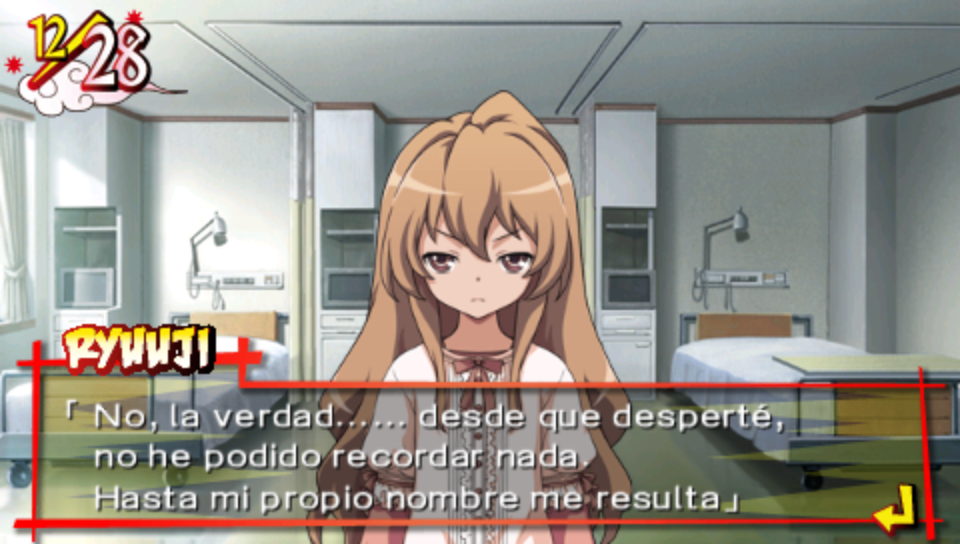 12/28
RYUUJI
「No, la verdad...... desde que desperté,
no he podido recordar nada.
Hasta mi propio nombre me resulta」